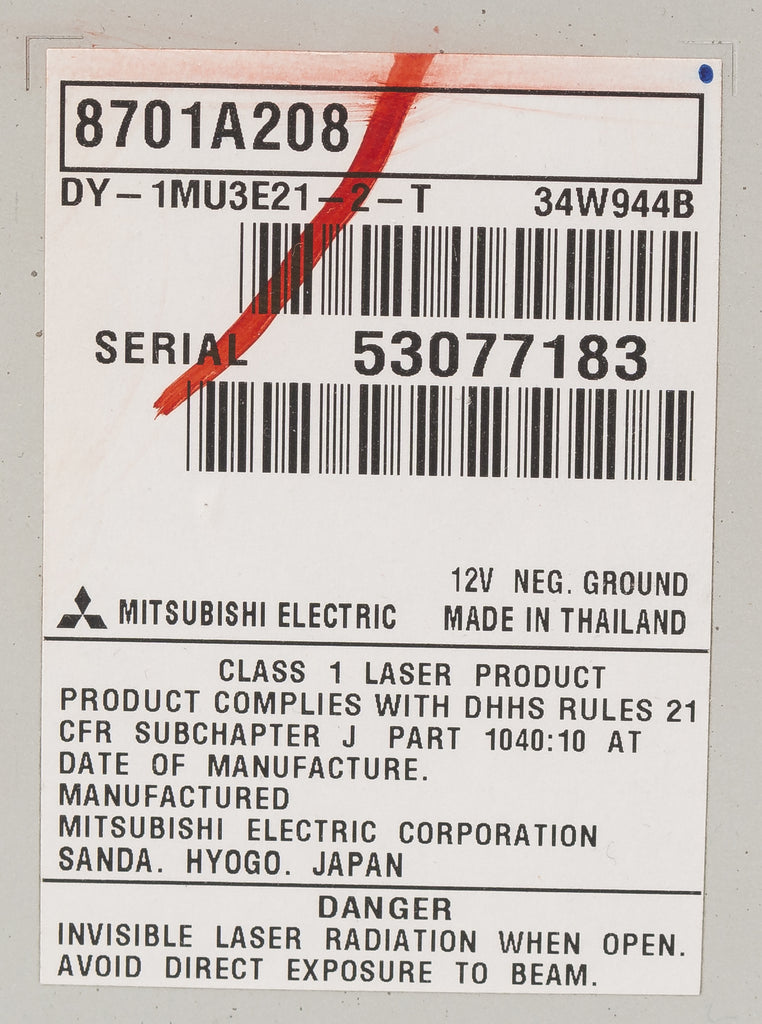 8701A208
DY-1MU3E21-2-T 34W944B
SERIAL 53077183
12V NEG. GROUND
MITSUBISHI ELECTRIC MADE IN THAILAND
CLASS 1 LASER PRODUCT
PRODUCT COMPLIES WITH DHHS RULES 21
CFR SUBCHAPTER J PART 1040:10 AT
DATE OF MANUFACTURE.
MANUFACTURED
MITSUBISHI ELECTRIC CORPORATION
SANDA. HYOGO. JAPAN
DANGER
INVISIBLE LASER RADIATION WHEN OPEN.
AVOID DIRECT EXPOSURE TO BEAM.